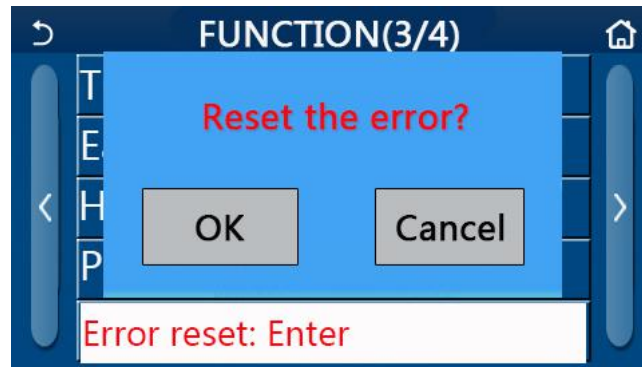 FUNCTION(3/4)
T
Reset the error?
E
H
OK
Cancel
P
Error reset: Enter